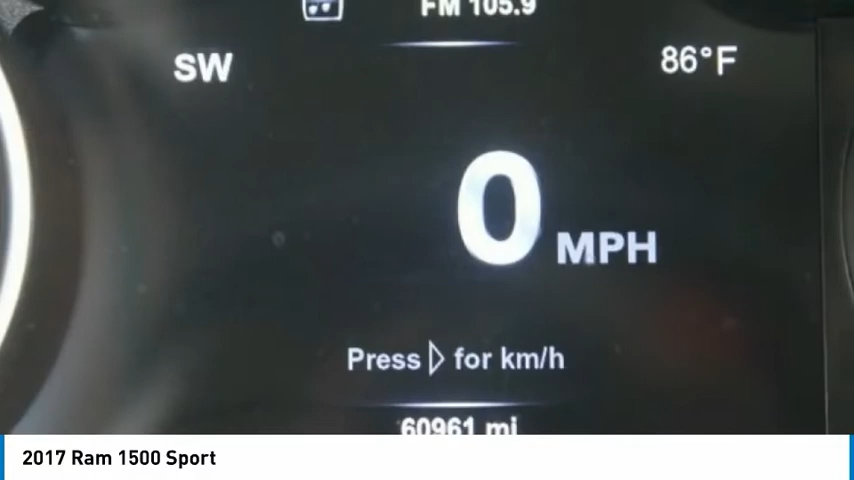 FM 105.9
SW 86°F
0 MPH
Press ▷ for km/h
60961 mi
2017 Ram 1500 Sport